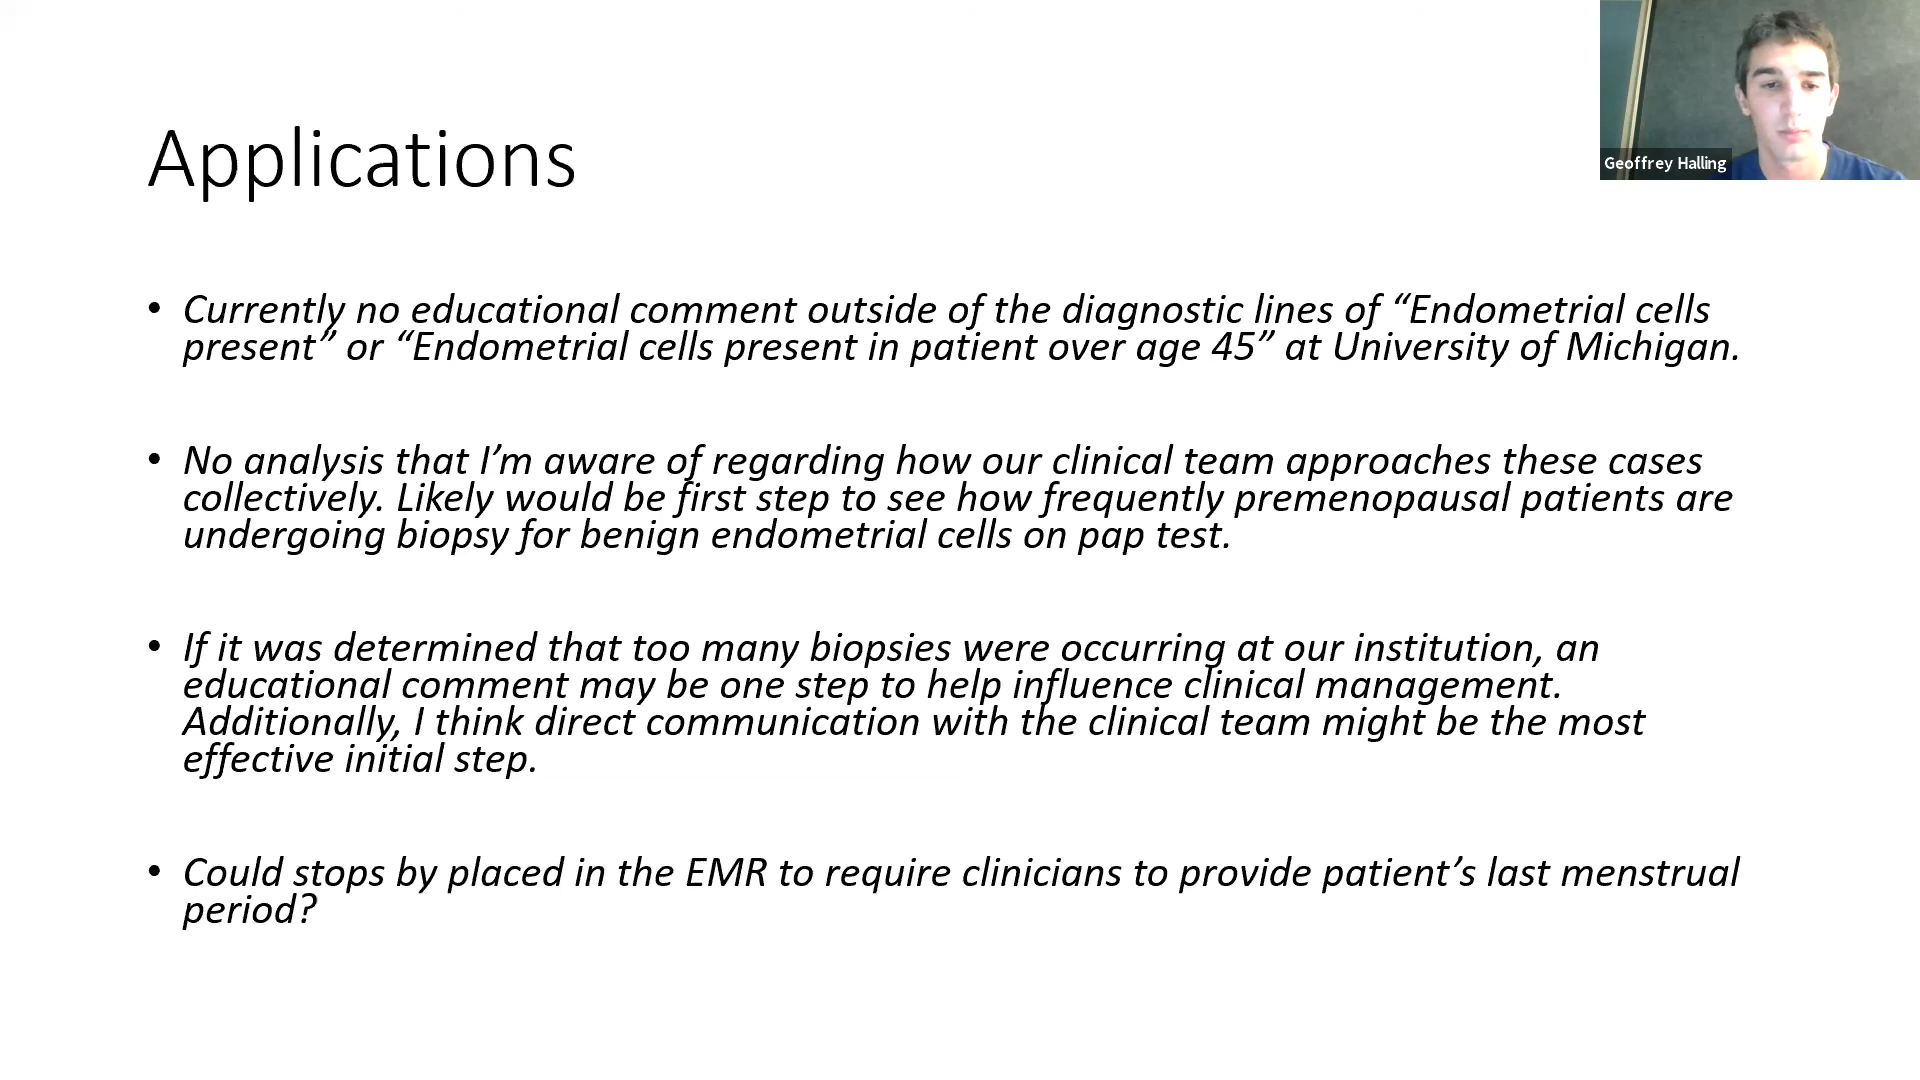 Geoffrey Halling
Applications
• Currently no educational comment outside of the diagnostic lines of “Endometrial cells
present” or “Endometrial cells present in patient over age 45” at University of Michigan.
• No analysis that I’m aware of regarding how our clinical team approaches these cases
collectively. Likely would be first step to see how frequently premenopausal patients are
undergoing biopsy for benign endometrial cells on pap test.
• If it was determined that too many biopsies were occurring at our institution, an
educational comment may be one step to help influence clinical management.
Additionally, I think direct communication with the clinical team might be the most
effective initial step.
• Could stops by placed in the EMR to require clinicians to provide patient’s last menstrual
period?